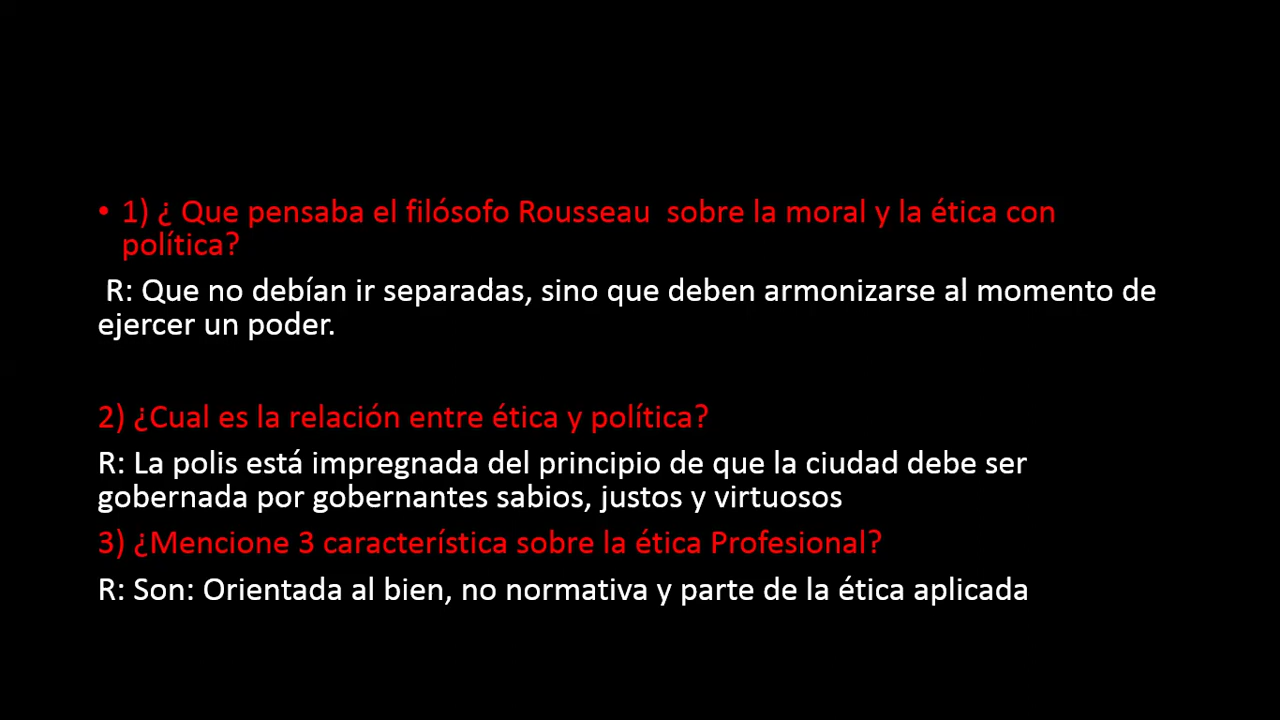 • 1) ¿ Que pensaba el filósofo Rousseau  sobre la moral y la ética con
política?
R: Que no debían ir separadas, sino que deben armonizarse al momento de
ejercer un poder.
2) ¿Cual es la relación entre ética y política?
R: La polis está impregnada del principio de que la ciudad debe ser
gobernada por gobernantes sabios, justos y virtuosos
3) ¿Mencione 3 característica sobre la ética Profesional?
R: Son: Orientada al bien, no normativa y parte de la ética aplicada